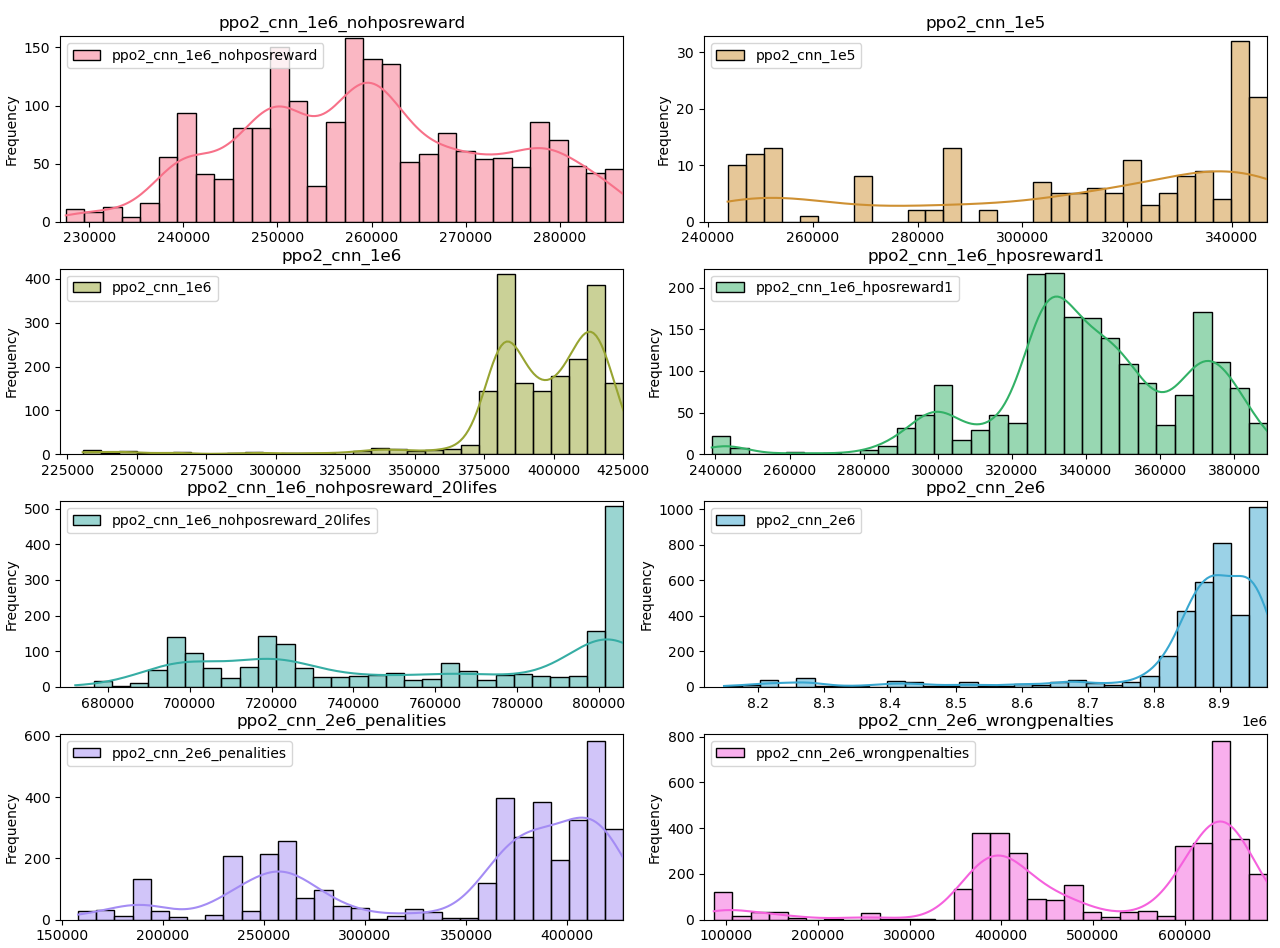 ppo2_cnn_1e6_nohposreward
ppo2_cnn_1e6_nohposreward
Frequency
150
100
50
0
230000 240000 250000 260000 270000 280000
ppo2_cnn_1e5
ppo2_cnn_1e5
Frequency
30
20
10
0
240000 260000 280000 300000 320000 340000
ppo2_cnn_1e6
ppo2_cnn_1e6
Frequency
400
300
200
100
0
225000 250000 275000 300000 325000 350000 375000 400000 425000
ppo2_cnn_1e6_hposreward1
ppo2_cnn_1e6_hposreward1
Frequency
200
150
100
50
0
240000 260000 280000 300000 320000 340000 360000 380000
ppo2_cnn_1e6_nohposreward_20lifes
ppo2_cnn_1e6_nohposreward_20lifes
Frequency
500
400
300
200
100
0
680000 700000 720000 740000 760000 780000 800000
ppo2_cnn_2e6
ppo2_cnn_2e6
Frequency
1000
800
600
400
200
0
8.2 8.3 8.4 8.5 8.6 8.7 8.8 8.9
1e6
ppo2_cnn_2e6_penalities
ppo2_cnn_2e6_penalities
Frequency
600
400
200
0
150000 200000 250000 300000 350000 400000
ppo2_cnn_2e6_wrongpenalties
ppo2_cnn_2e6_wrongpenalties
Frequency
800
600
400
200
0
100000 200000 300000 400000 500000 600000